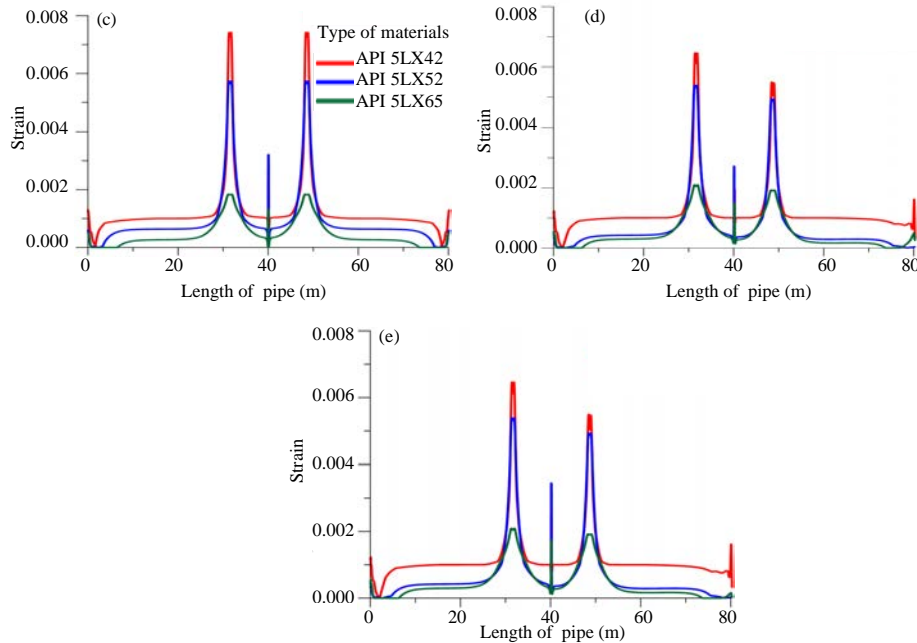 (c)
Type of materials
API 5LX42
API 5LX52
API 5LX65
0.008
0.006
0.004
0.002
0.000
Strain
0 20 40 60 80
Length of pipe (m)
(d)
0.008
0.006
0.004
0.002
0.000
Strain
0 20 40 60 80
Length of pipe (m)
(e)
0.008
0.006
0.004
0.002
0.000
Strain
0 20 40 60 80
Length of pipe (m)